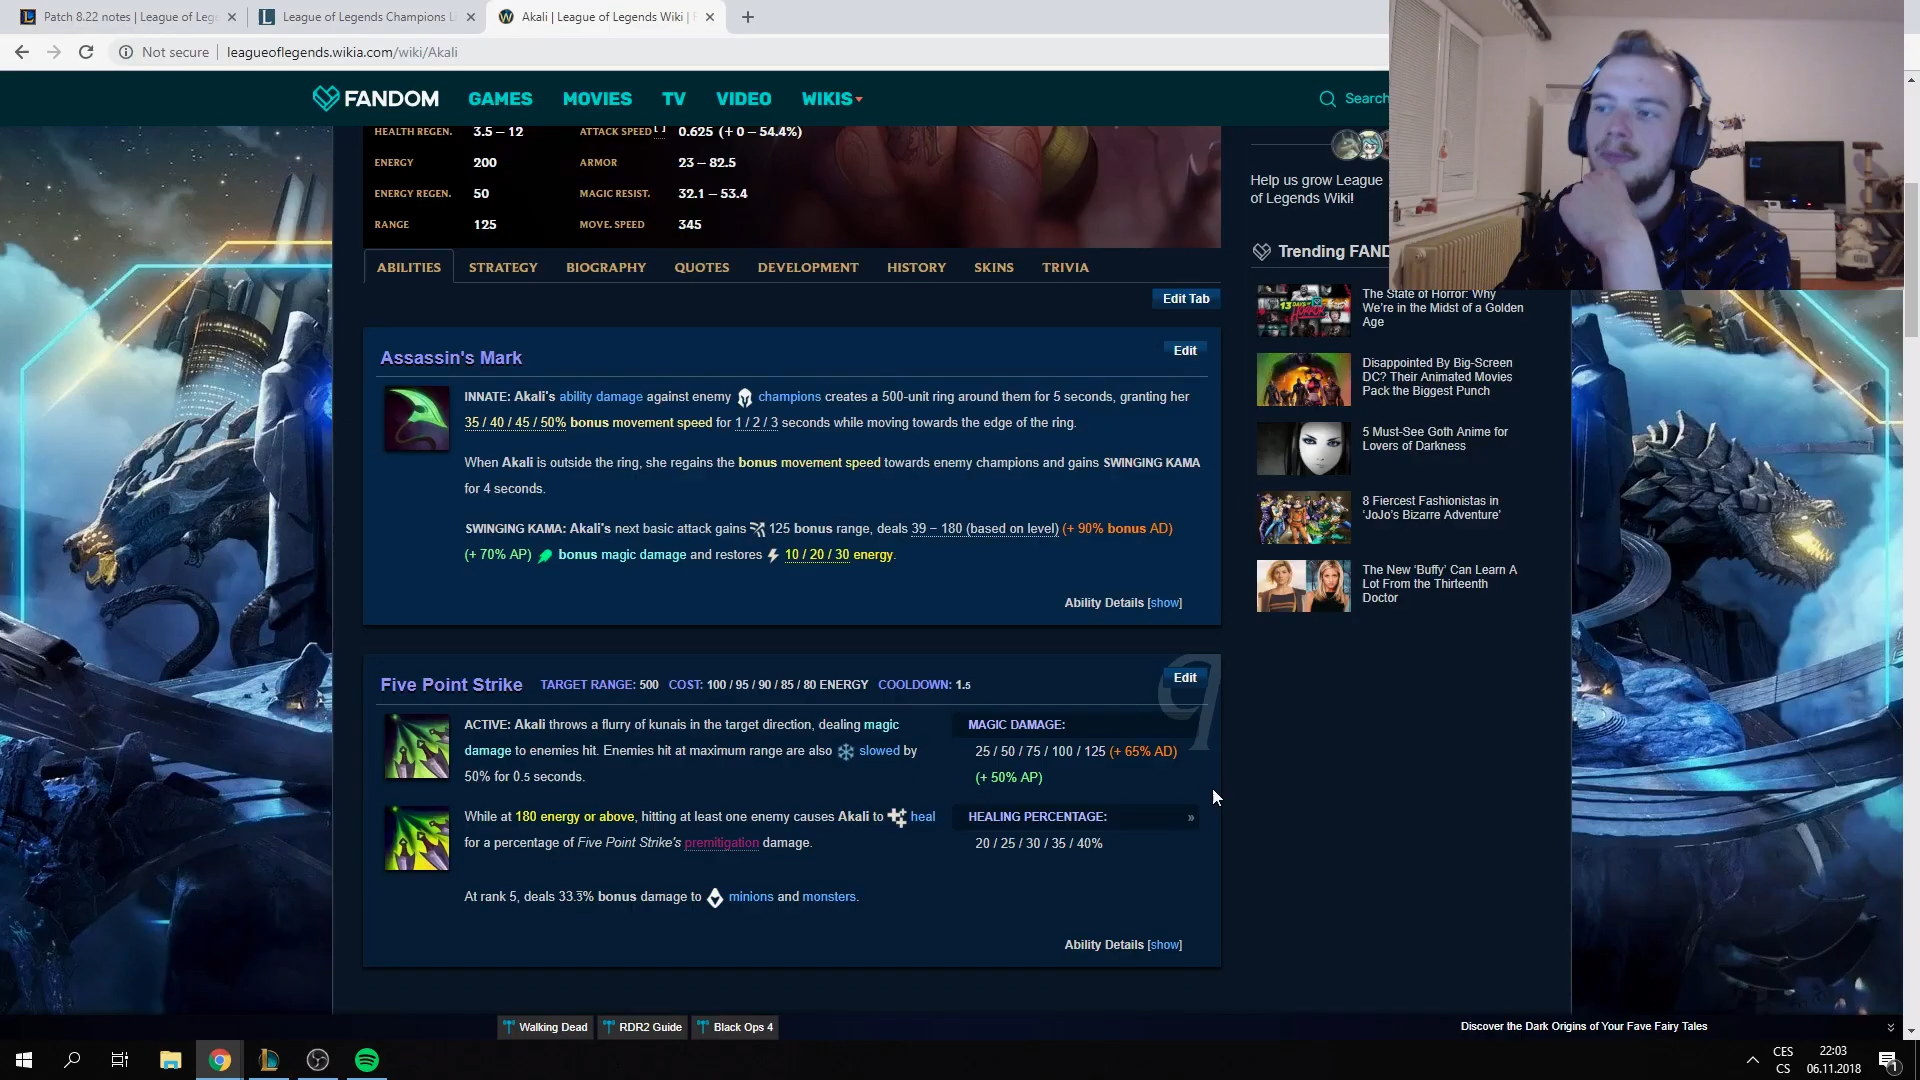 Patch 8.22 notes | League of Leg
League of Legends Champions Li
Akali | League of Legends Wiki |
Not secure
leagueoflegends.wikia.com/wiki/Akali
FANDOM
GAMES
MOVIES
TV
VIDEO
WIKIS
Search
HEALTH REGEN. 3.5 – 12 ATTACK SPEED[ ] 0.625 (+ 0 – 54.4%)
ENERGY 200 ARMOR 23 – 82.5
ENERGY REGEN. 50 MAGIC RESIST. 32.1 – 53.4
RANGE 125 MOVE. SPEED 345
ABILITIES STRATEGY BIOGRAPHY QUOTES DEVELOPMENT HISTORY SKINS TRIVIA
Edit Tab
Assassin's Mark
Edit
INNATE: Akali's ability damage against enemy champions creates a 500-unit ring around them for 5 seconds, granting her
35 / 40 / 45 / 50% bonus movement speed for 1 / 2 / 3 seconds while moving towards the edge of the ring.
When Akali is outside the ring, she regains the bonus movement speed towards enemy champions and gains SWINGING KAMA
for 4 seconds.
SWINGING KAMA: Akali's next basic attack gains 125 bonus range, deals 39 – 180 (based on level) (+ 90% bonus AD)
(+ 70% AP) bonus magic damage and restores 10 / 20 / 30 energy.
Ability Details [show]
Five Point Strike TARGET RANGE: 500 COST: 100 / 95 / 90 / 85 / 80 ENERGY COOLDOWN: 1.5
q
Edit
ACTIVE: Akali throws a flurry of kunais in the target direction, dealing magic
damage to enemies hit. Enemies hit at maximum range are also slowed by
50% for 0.5 seconds.
MAGIC DAMAGE:
25 / 50 / 75 / 100 / 125 (+ 65% AD)
(+ 50% AP)
While at 180 energy or above, hitting at least one enemy causes Akali to heal
for a percentage of Five Point Strike's premitigation damage.
HEALING PERCENTAGE: »
20 / 25 / 30 / 35 / 40%
At rank 5, deals 33.3% bonus damage to minions and monsters.
Ability Details [show]
Help us grow League
of Legends Wiki!
Trending FAND
The State of Horror: Why
We're in the Midst of a Golden
Age
Disappointed By Big-Screen
DC? Their Animated Movies
Pack the Biggest Punch
5 Must-See Goth Anime for
Lovers of Darkness
8 Fiercest Fashionistas in
'JoJo's Bizarre Adventure'
The New 'Buffy' Can Learn A
Lot From the Thirteenth
Doctor
Walking Dead
RDR2 Guide
Black Ops 4
Discover the Dark Origins of Your Fave Fairy Tales
CES
CS
22:03
06.11.2018
1